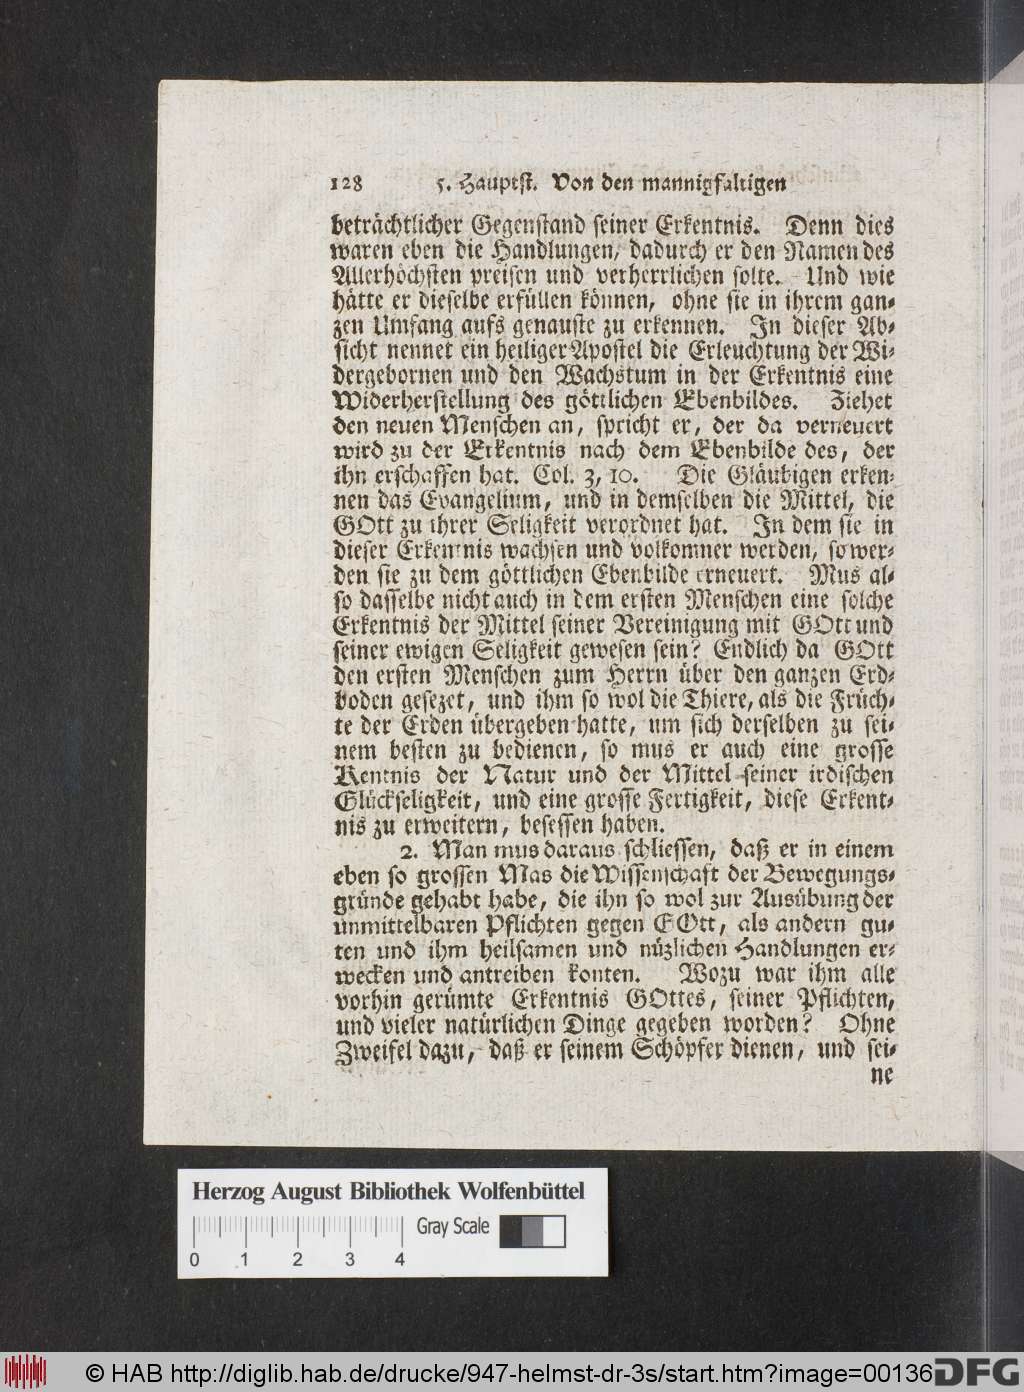 128 5. Hauptst. Von den mannigfaltigen
beträchtlicher Gegenstand seiner Erkentnis. Denn dies
waren eben die Handlungen, dadurch er den Namen des
Allerhöchsten preisen und verherrlichen solte. Und wie
hätte er dieselbe erfüllen können, ohne sie in ihrem gan-
zen Umfang aufs genauste zu erkennen. In dieser Ab-
sicht nennet ein heiliger Apostel die Erleuchtung der Wi-
dergebornen und den Wachstum in der Erkentnis eine
Widerherstellung des göttlichen Ebenbildes. Ziehet
den neuen Menschen an, spricht er, der da verneuert
wird zu der Erkentnis nach dem Ebenbilde des, der
ihn erschaffen hat. Col. 3, 10. Die Gläubigen erken-
nen das Evangelium, und in demselben die Mittel, die
GOtt zu ihrer Seligkeit verordnet hat. In dem sie in
dieser Erkentnis wachsen und volkomner werden, so wer-
den sie zu dem göttlichen Ebenbilde erneuert. Mus al-
so dasselbe nicht auch in dem ersten Menschen eine solche
Erkentnis der Mittel seiner Vereinigung mit GOtt und
seiner ewigen Seligkeit gewesen sein? Endlich da GOtt
den ersten Menschen zum Herrn über den ganzen Erd-
boden gesezet, und ihm so wol die Thiere, als die Früch-
te der Erden übergeben hatte, um sich derselben zu sei-
nem besten zu bedienen, so mus er auch eine grosse
Kentnis der Natur und der Mittel seiner irdischen
Glückseligkeit, und eine grosse Fertigkeit, diese Erkent-
nis zu erweitern, besessen haben.
2. Man mus daraus schliessen, daß er in einem
eben so grossen Mas die Wissenschaft der Bewegungs-
gründe gehabt habe, die ihn so wol zur Ausübung der
unmittelbaren Pflichten gegen GOtt, als andern gu-
ten und ihm heilsamen und nüzlichen Handlungen er-
wecken und antreiben konten. Wozu war ihm alle
vorhin gerümte Erkentnis GOttes, seiner Pflichten,
und vieler natürlichen Dinge gegeben worden? Ohne
Zweifel dazu, daß er seinem Schöpfer dienen, und sei-
ne
Herzog August Bibliothek Wolfenbüttel
Gray Scale
0 1 2 3 4
© HAB http://diglib.hab.de/drucke/947-helmst-dr-3s/start.htm?image=00136
DFG